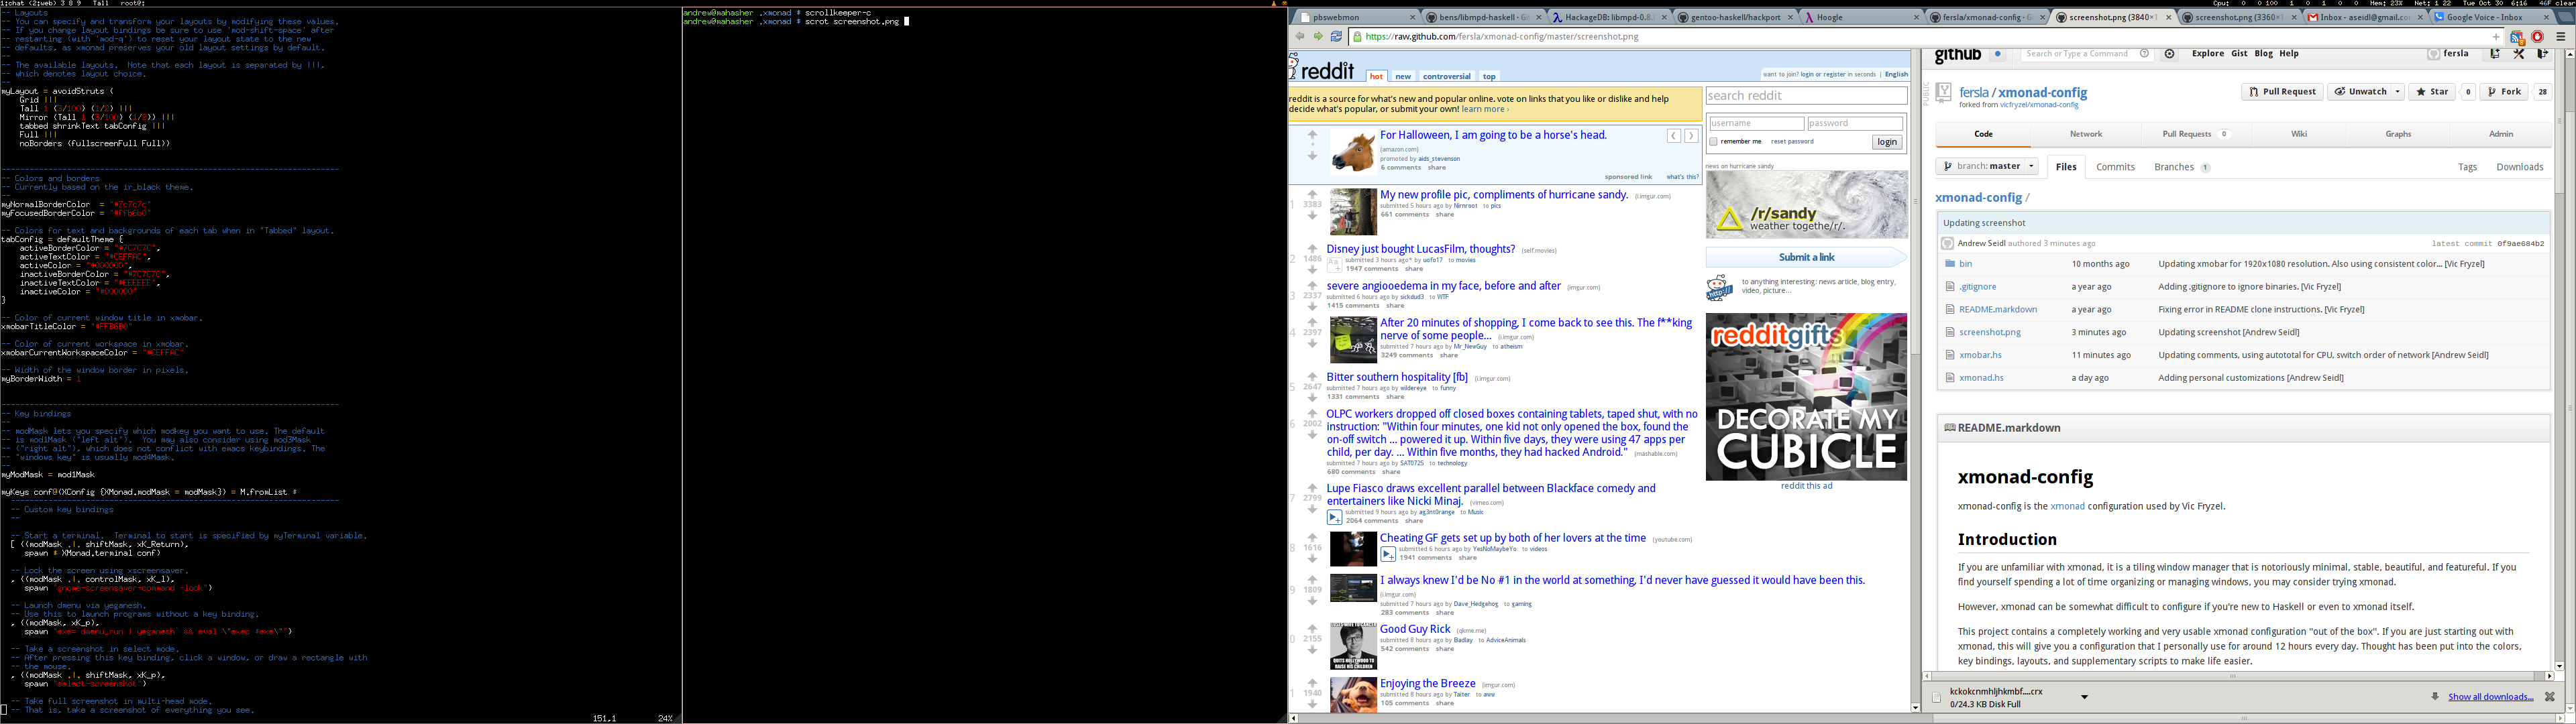 1:chat (2:web) 3 8 9 Tall root@:
Cpu: 0 0 100 1 0 1 0 0 Mem: 23% Net: 1 22 Tue Oct 30 6:16 46F clear
-- Layouts
-- You can specify and transform your layouts by modifying these values.
-- If you change layout bindings be sure to use 'mod-shift-space' after
-- restarting (with 'mod-q') to reset your layout state to the new
-- defaults, as xmonad preserves your old layout settings by default.
--
-- The available layouts. Note that each layout is separated by |||,
-- which denotes layout choice.
--
myLayout = avoidStruts (
Grid |||
Tall 1 (3/100) (1/2) |||
Mirror (Tall 1 (3/100) (1/2)) |||
tabbed shrinkText tabConfig |||
Full |||
noBorders (fullscreenFull Full))
------------------------------------------------------------------------
-- Colors and borders
-- Currently based on the ir_black theme.
--
myNormalBorderColor = "#7c7c7c"
myFocusedBorderColor = "#ffb6b0"
-- Colors for text and backgrounds of each tab when in "Tabbed" layout.
tabConfig = defaultTheme {
activeBorderColor = "#7C7C7C",
activeTextColor = "#CEFFAC",
activeColor = "#000000",
inactiveBorderColor = "#7C7C7C",
inactiveTextColor = "#EEEEEE",
inactiveColor = "#000000"
}
-- Color of current window title in xmobar.
xmobarTitleColor = "#FFB6B0"
-- Color of current workspace in xmobar.
xmobarCurrentWorkspaceColor = "#CEFFAC"
-- Width of the window border in pixels.
myBorderWidth = 1
------------------------------------------------------------------------
-- Key bindings
--
-- modMask lets you specify which modkey you want to use. The default
-- is mod1Mask ("left alt"). You may also consider using mod3Mask
-- ("right alt"), which does not conflict with emacs keybindings. The
-- "windows key" is usually mod4Mask.
--
myModMask = mod1Mask
myKeys conf@(XConfig {XMonad.modMask = modMask}) = M.fromList $
------------------------------------------------------------------------
-- Custom key bindings
--
-- Start a terminal. Terminal to start is specified by myTerminal variable.
[ ((modMask .|. shiftMask, xK_Return),
spawn $ XMonad.terminal conf)
-- Lock the screen using xscreensaver.
, ((modMask .|. controlMask, xK_l),
spawn "gnome-screensaver-command -lock")
-- Launch dmenu via yeganesh.
-- Use this to launch programs without a key binding.
, ((modMask, xK_p),
spawn "exe=`dmenu_run | yeganesh` && eval \"exec $exe\"")
-- Take a screenshot in select mode.
-- After pressing this key binding, click a window, or draw a rectangle with
-- the mouse.
, ((modMask .|. shiftMask, xK_p),
spawn "select-screenshot")
-- Take full screenshot in multi-head mode.
-- That is, take a screenshot of everything you see.
151,1 24%
andrew@mahasher .xmonad $ scrollkeeper-c
andrew@mahasher .xmonad $ scrot screenshot.png
pbswebmon
bens/libmpd-haskell · G
HackageDB: libmpd-0.8.
gentoo-haskell/hackport
Hoogle
fersla/xmonad-config · G
screenshot.png (3840×1
screenshot.png (3360×1
Inbox - aseidl@gmail.co
Google Voice - Inbox
https://raw.github.com/fersla/xmonad-config/master/screenshot.png
reddit hot new controversial top
want to join? login or register in seconds | English
reddit is a source for what's new and popular online. vote on links that you like or dislike and help
decide what's popular, or submit your own! learn more ›
For Halloween, I am going to be a horse's head.
(amazon.com)
promoted by aids_stevenson
6 comments share
sponsored link what's this?
1 3383 My new profile pic, compliments of hurricane sandy. (i.imgur.com)
submitted 5 hours ago by Nirnroot to pics
661 comments share
2 1486 Disney just bought LucasFilm, thoughts? (self.movies)
submitted 3 hours ago* by uofo17 to movies
1947 comments share
3 2337 severe angiooedema in my face, before and after (imgur.com)
submitted 6 hours ago by sickdud3 to WTF
1415 comments share
4 2397 After 20 minutes of shopping, I come back to see this. The f**king
nerve of some people... (i.imgur.com)
submitted 7 hours ago by Mr_NewGuy to atheism
3249 comments share
5 2647 Bitter southern hospitality [fb] (i.imgur.com)
submitted 7 hours ago by wildereye to funny
1331 comments share
6 2002 OLPC workers dropped off closed boxes containing tablets, taped shut, with no
instruction: "Within four minutes, one kid not only opened the box, found the
on-off switch ... powered it up. Within five days, they were using 47 apps per
child, per day. ... Within five months, they had hacked Android." (mashable.com)
submitted 7 hours ago by SAT0725 to technology
680 comments share
7 2799 Lupe Fiasco draws excellent parallel between Blackface comedy and
entertainers like Nicki Minaj. (vimeo.com)
submitted 9 hours ago by ag3nt0range to Music
2064 comments share
8 1616 Cheating GF gets set up by both of her lovers at the time (youtube.com)
submitted 6 hours ago by YesNoMaybeYo to videos
1941 comments share
9 1809 I always knew I'd be No #1 in the world at something, I'd never have guessed it would have been this.
(i.imgur.com)
submitted 7 hours ago by Dave_Hedgehog to gaming
283 comments share
0 2155 Good Guy Rick (qkme.me)
submitted 8 hours ago by Badlay to AdviceAnimals
542 comments share
1 1940 Enjoying the Breeze (imgur.com)
submitted 8 hours ago by Taiter to aww
105 comments share
search reddit
username password
remember me reset password login
news on hurricane sandy
/r/sandy
weather togethe/r/.
Submit a link
to anything interesting: news article, blog entry,
video, picture...
redditgifts
DECORATE MY
CUBICLE
reddit this ad
github
Search or Type a Command
Explore Gist Blog Help
fersla
PUBLIC
fersla / xmonad-config
forked from vicfryzel/xmonad-config
Pull Request Unwatch Star 0 Fork 28
Code Network Pull Requests 0 Wiki Graphs Admin
branch: master Files Commits Branches 1 Tags Downloads
xmonad-config /
Updating screenshot
Andrew Seidl authored 3 minutes ago
latest commit 0f9ae684b2
bin 10 months ago Updating xmobar for 1920x1080 resolution. Also using consistent color... [Vic Fryzel]
.gitignore a year ago Adding .gitignore to ignore binaries. [Vic Fryzel]
README.markdown a year ago Fixing error in README clone instructions. [Vic Fryzel]
screenshot.png 3 minutes ago Updating screenshot [Andrew Seidl]
xmobar.hs 11 minutes ago Updating comments, using autototal for CPU, switch order of network [Andrew Seidl]
xmonad.hs a day ago Adding personal customizations [Andrew Seidl]
README.markdown
xmonad-config
xmonad-config is the xmonad configuration used by Vic Fryzel.
Introduction
If you are unfamiliar with xmonad, it is a tiling window manager that is notoriously minimal, stable, beautiful, and featureful. If you
find yourself spending a lot of time organizing or managing windows, you may consider trying xmonad.
However, xmonad can be somewhat difficult to configure if you're new to Haskell or even to xmonad itself.
This project contains a completely working and very usable xmonad configuration "out of the box". If you are just starting out with
xmonad, this will give you a configuration that I personally use for around 12 hours every day. Thought has been put into the colors,
key bindings, layouts, and supplementary scripts to make life easier.
kckokcnmhljhkmbf....crx
0/24.3 KB Disk Full
Show all downloads...